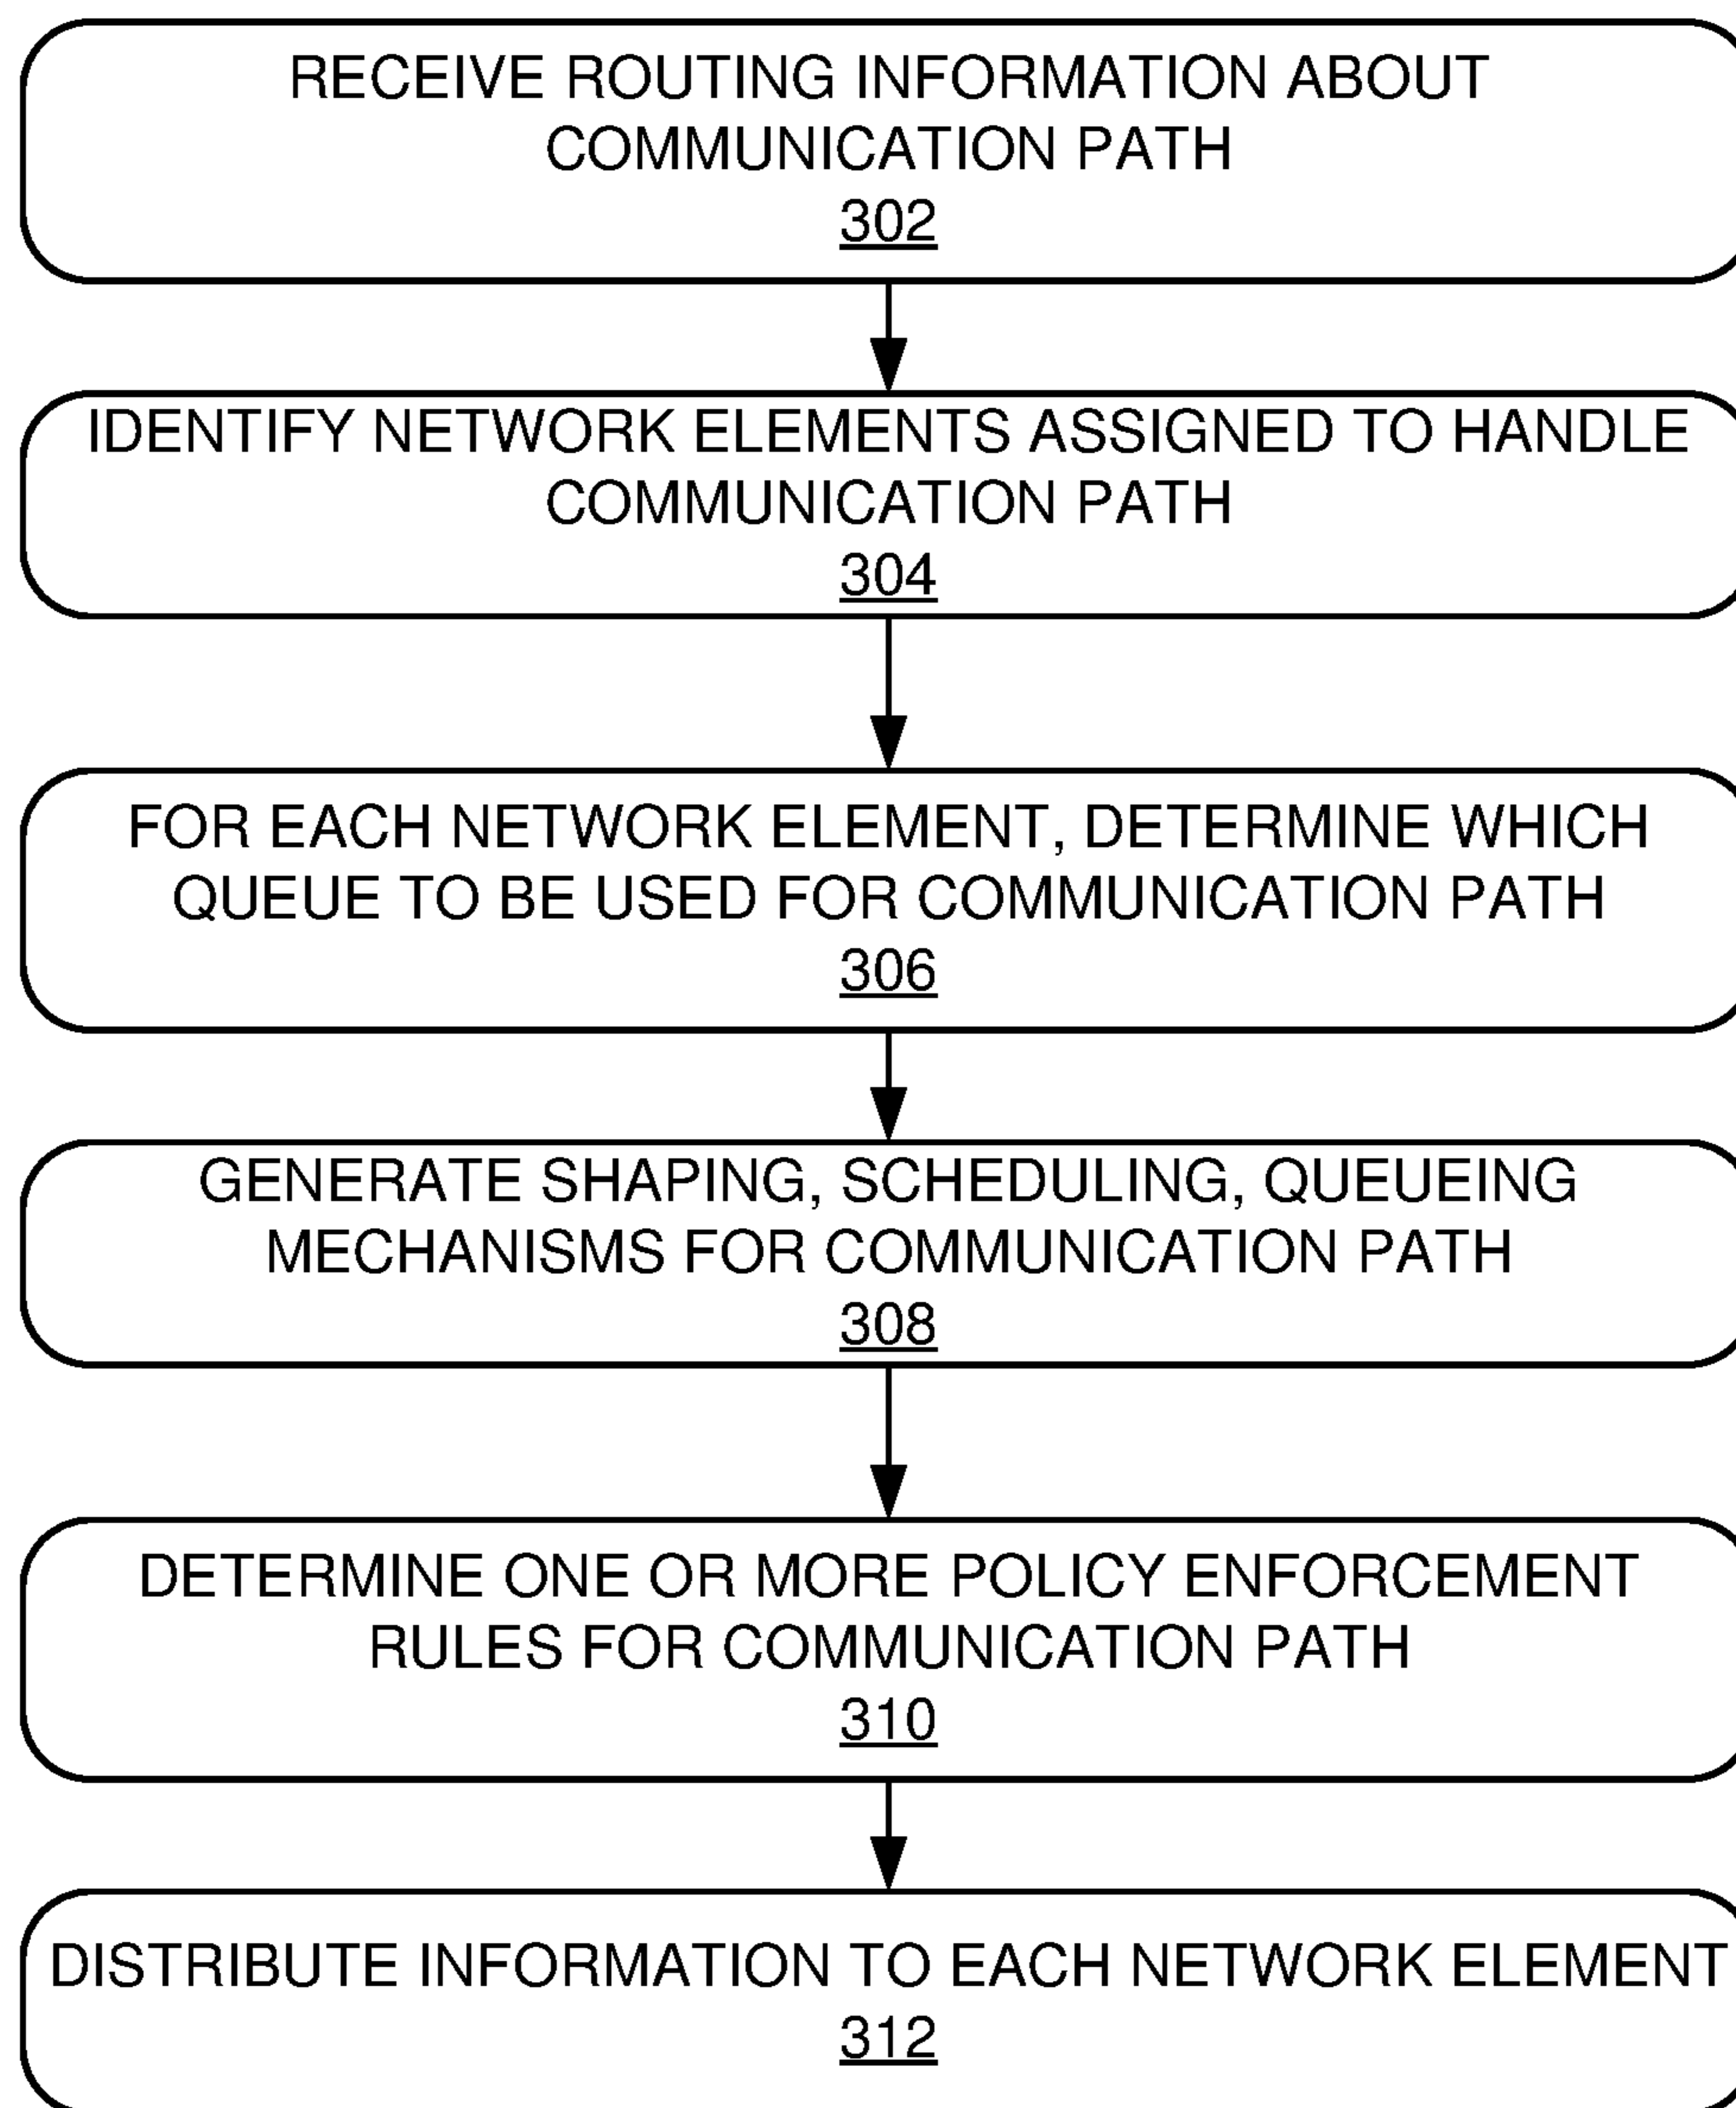 RECEIVE ROUTING INFORMATION ABOUT
COMMUNICATION PATH
302
IDENTIFY NETWORK ELEMENTS ASSIGNED TO HANDLE
COMMUNICATION PATH
304
FOR EACH NETWORK ELEMENT, DETERMINE WHICH
QUEUE TO BE USED FOR COMMUNICATION PATH
306
GENERATE SHAPING, SCHEDULING, QUEUEING
MECHANISMS FOR COMMUNICATION PATH
308
DETERMINE ONE OR MORE POLICY ENFORCEMENT
RULES FOR COMMUNICATION PATH
310
DISTRIBUTE INFORMATION TO EACH NETWORK ELEMENT
312